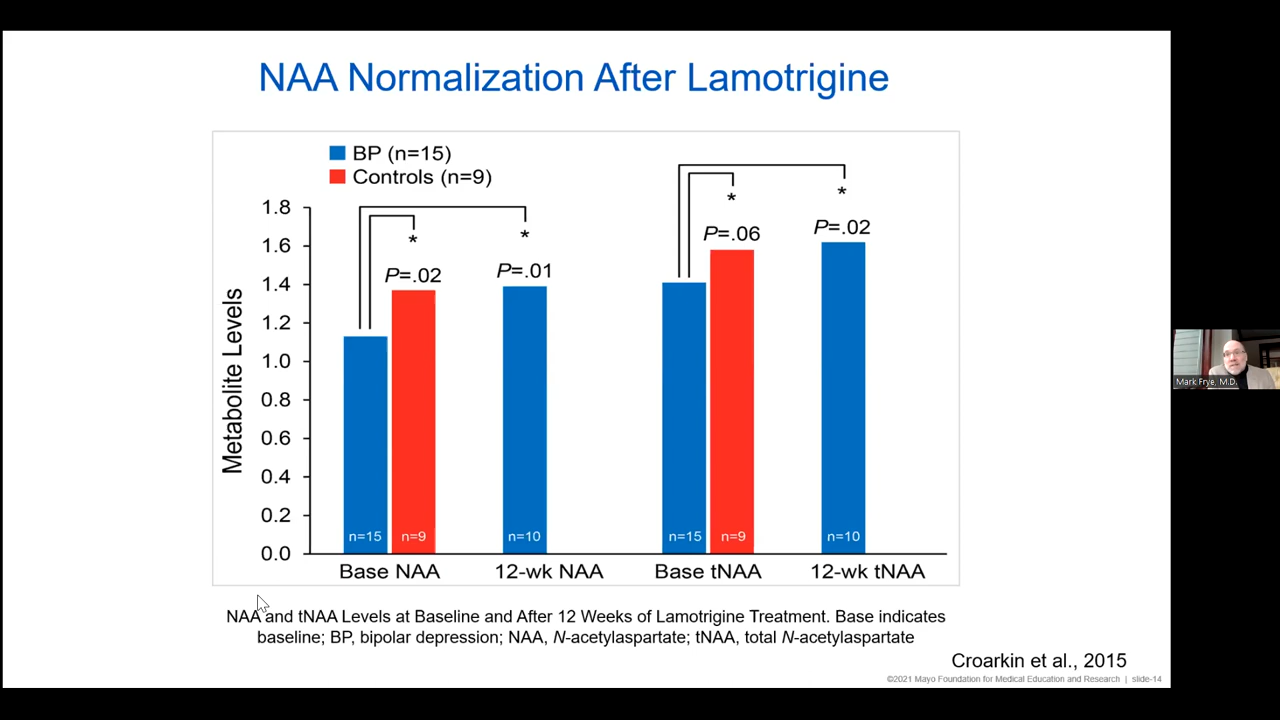 NAA Normalization After Lamotrigine
BP (n=15)
Controls (n=9)
Metabolite Levels
1.8
1.6
1.4
1.2
1.0
0.8
0.6
0.4
0.2
0.0
*
P=.02
*
P=.01
*
P=.06
*
P=.02
n=15
n=9
n=10
n=15
n=9
n=10
Base NAA
12-wk NAA
Base tNAA
12-wk tNAA
NAA and tNAA Levels at Baseline and After 12 Weeks of Lamotrigine Treatment. Base indicates
baseline; BP, bipolar depression; NAA, N-acetylaspartate; tNAA, total N-acetylaspartate
Croarkin et al., 2015
©2021 Mayo Foundation for Medical Education and Research | slide-14
Mark Frye, M.D.